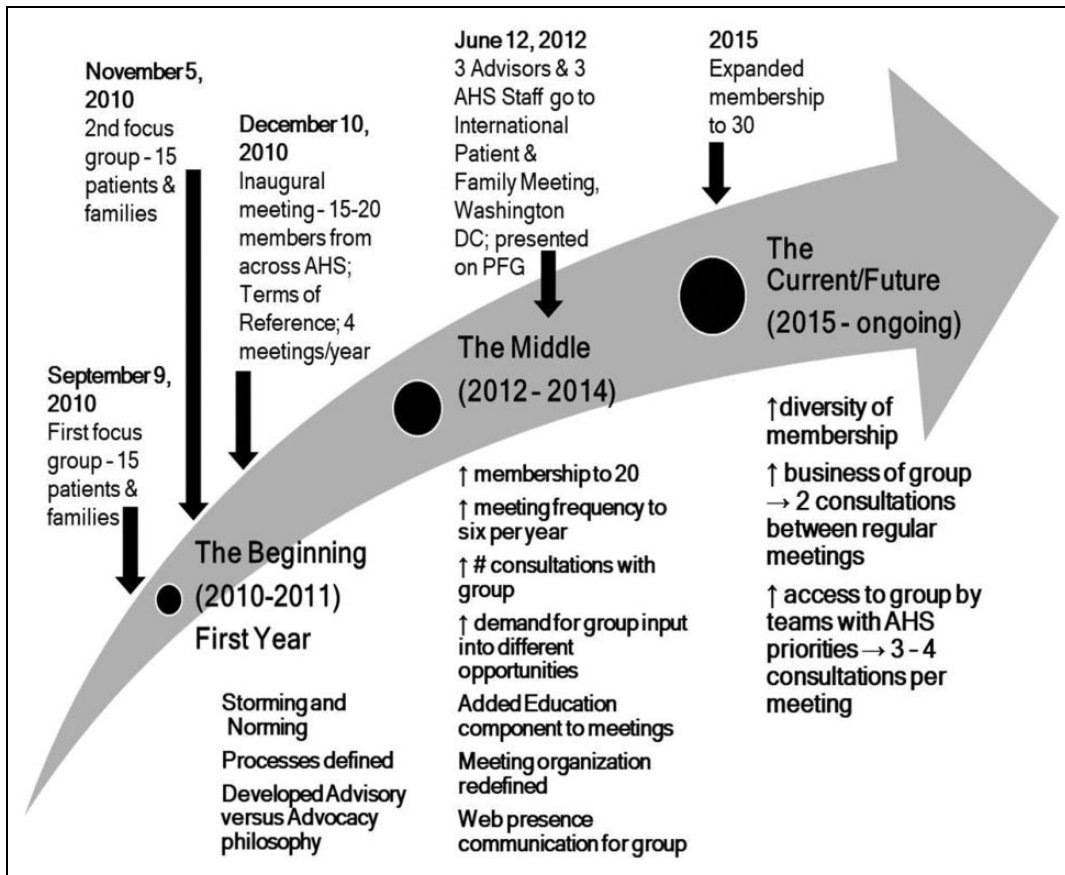 September 9,
2010
First focus
group - 15
patients &
families
November 5,
2010
2nd focus
group - 15
patients &
families
December 10,
2010
Inaugural
meeting - 15-20
members from
across AHS;
Terms of
Reference; 4
meetings/year
June 12, 2012
3 Advisors & 3
AHS Staff go to
International
Patient &
Family Meeting,
Washington
DC; presented
on PFG
2015
Expanded
membership
to 30
The Beginning
(2010-2011)
First Year
Storming and
Norming
Processes defined
Developed Advisory
versus Advocacy
philosophy
The Middle
(2012 - 2014)
↑ membership to 20
↑ meeting frequency to
six per year
↑ # consultations with
group
↑ demand for group input
into different
opportunities
Added Education
component to meetings
Meeting organization
redefined
Web presence
communication for group
The
Current/Future
(2015 - ongoing)
↑diversity of
membership
↑ business of group
→ 2 consultations
between regular
meetings
↑ access to group by
teams with AHS
priorities → 3 - 4
consultations per
meeting